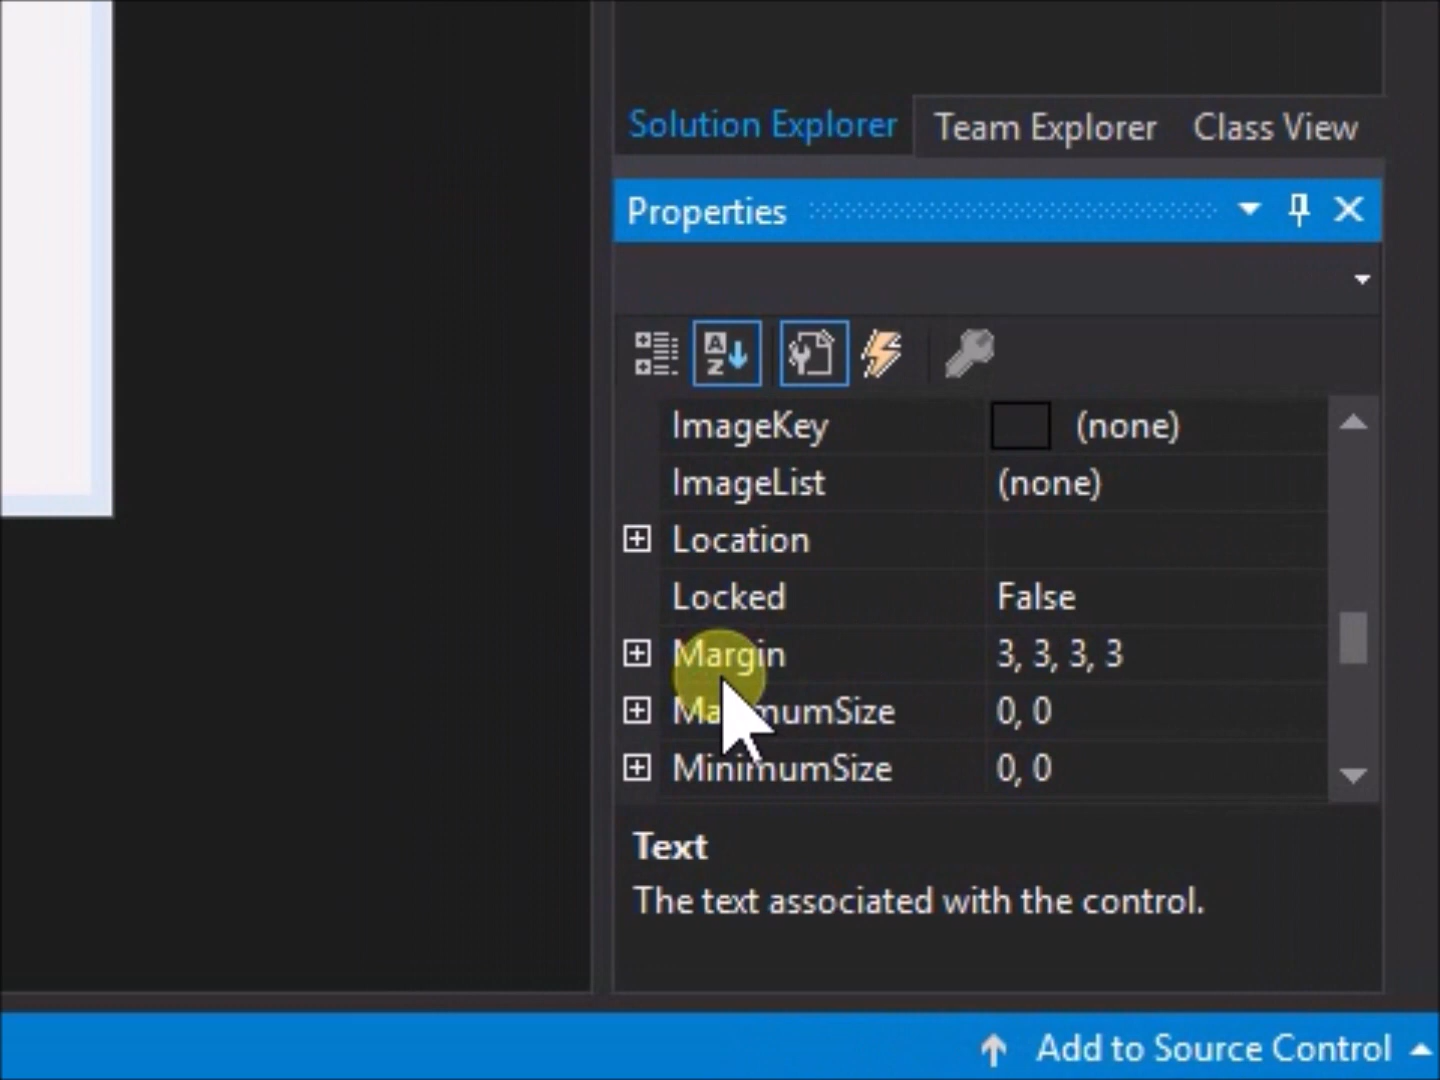 Solution Explorer Team Explorer Class View
Properties
ImageKey (none)
ImageList (none)
Location
Locked False
Margin 3, 3, 3, 3
MaximumSize 0, 0
MinimumSize 0, 0
Text
The text associated with the control.
Add to Source Control